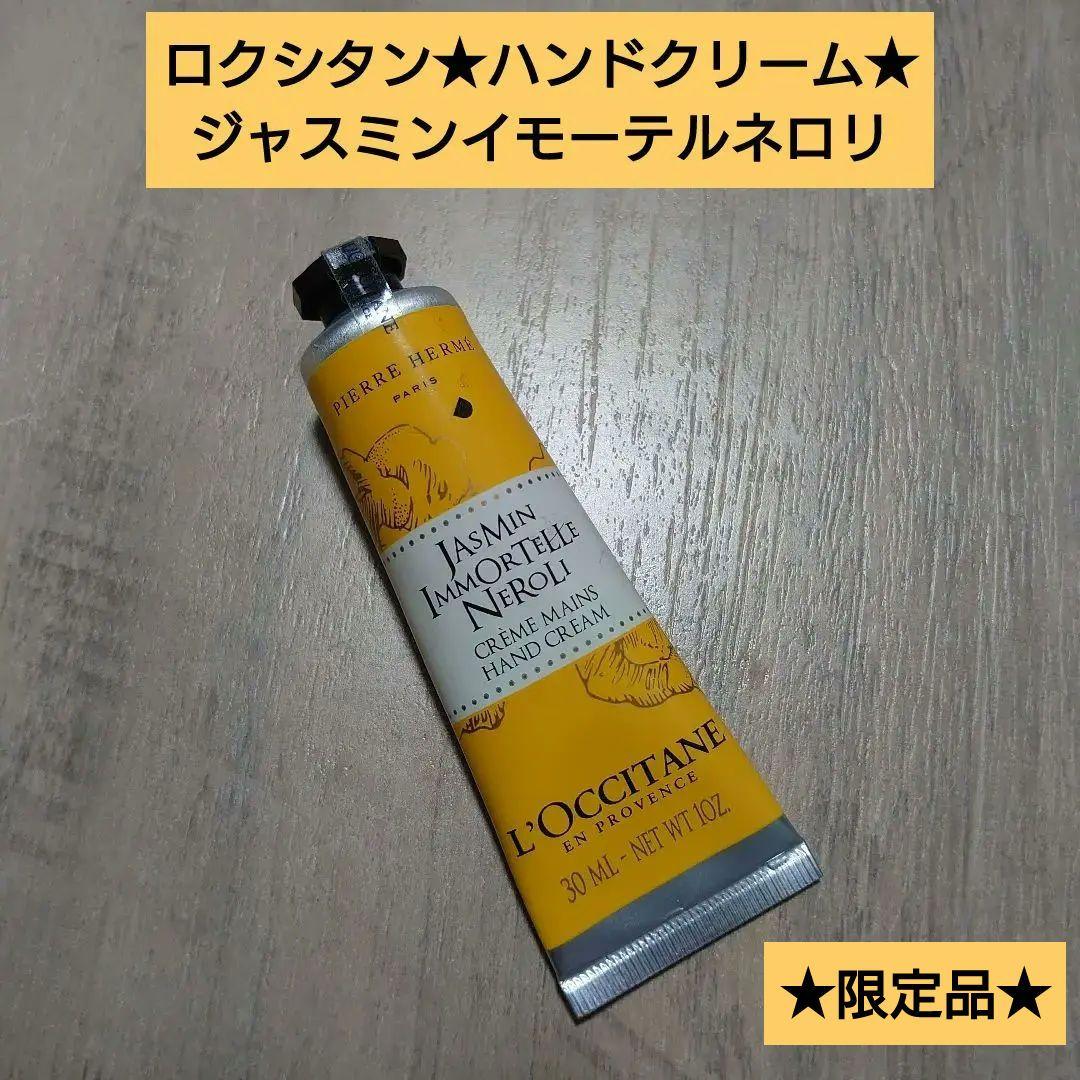 ロクシタン★ハンドクリーム★
ジャスミンイモーテルネロリ
PIERRE HERMÉ
PARIS
JASMIN
IMMORTELLE
NEROLI
CRÈME MAINS
HAND CREAM
L'OCCITANE
EN PROVENCE
30 ML - NET WT 1OZ.
★限定品★